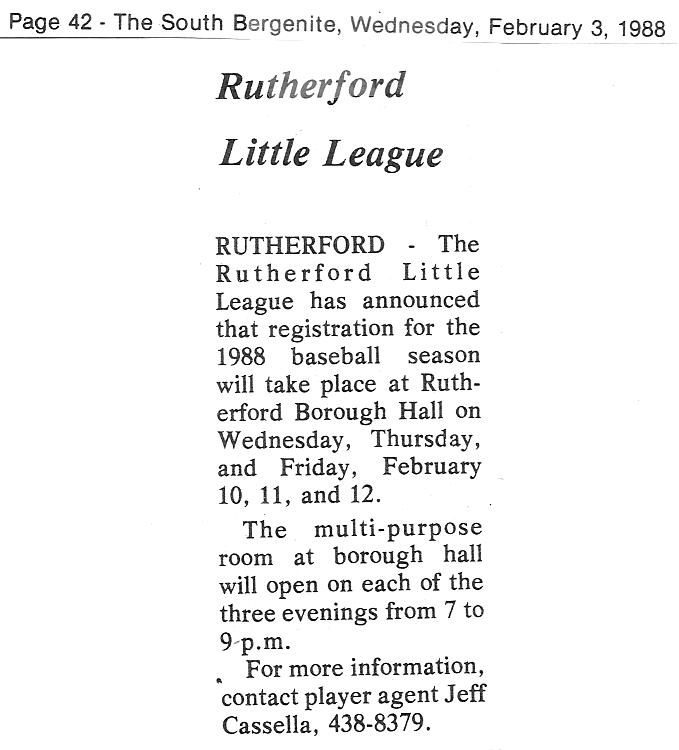 Page 42 - The South Bergenite, Wednesday, February 3, 1988
Rutherford
Little League
RUTHERFORD - The
Rutherford Little
League has announced
that registration for the
1988 baseball season
will take place at Ruth-
erford Borough Hall on
Wednesday, Thursday,
and Friday, February
10, 11, and 12.
The multi-purpose
room at borough hall
will open on each of the
three evenings from 7 to
9 p.m.
For more information,
contact player agent Jeff
Cassella, 438-8379.